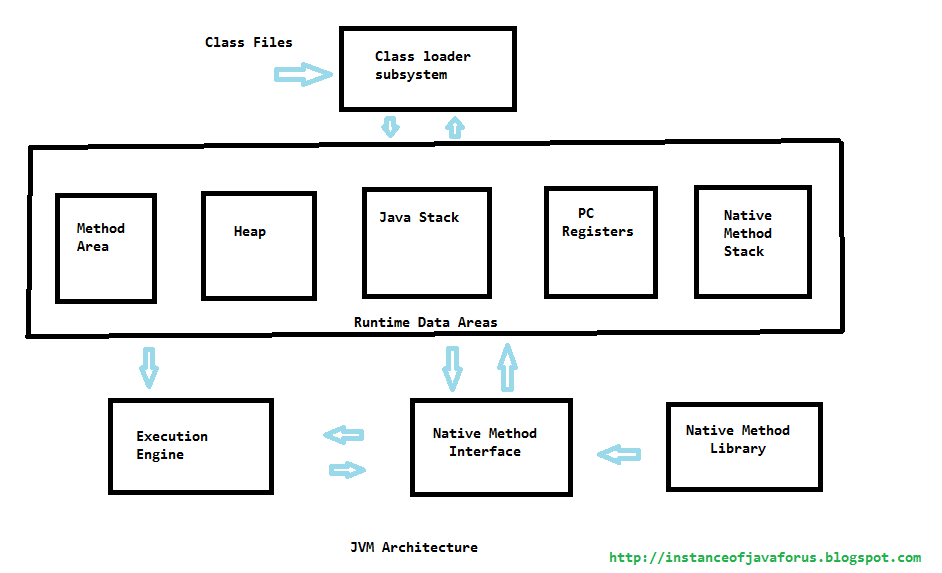 Class Files
Class loader
subsystem
Method
Area
Heap
Java Stack
PC
Registers
Native
Method
Stack
Runtime Data Areas
Execution
Engine
Native Method
Interface
Native Method
Library
JVM Architecture
http://instanceofjavaforus.blogspot.com